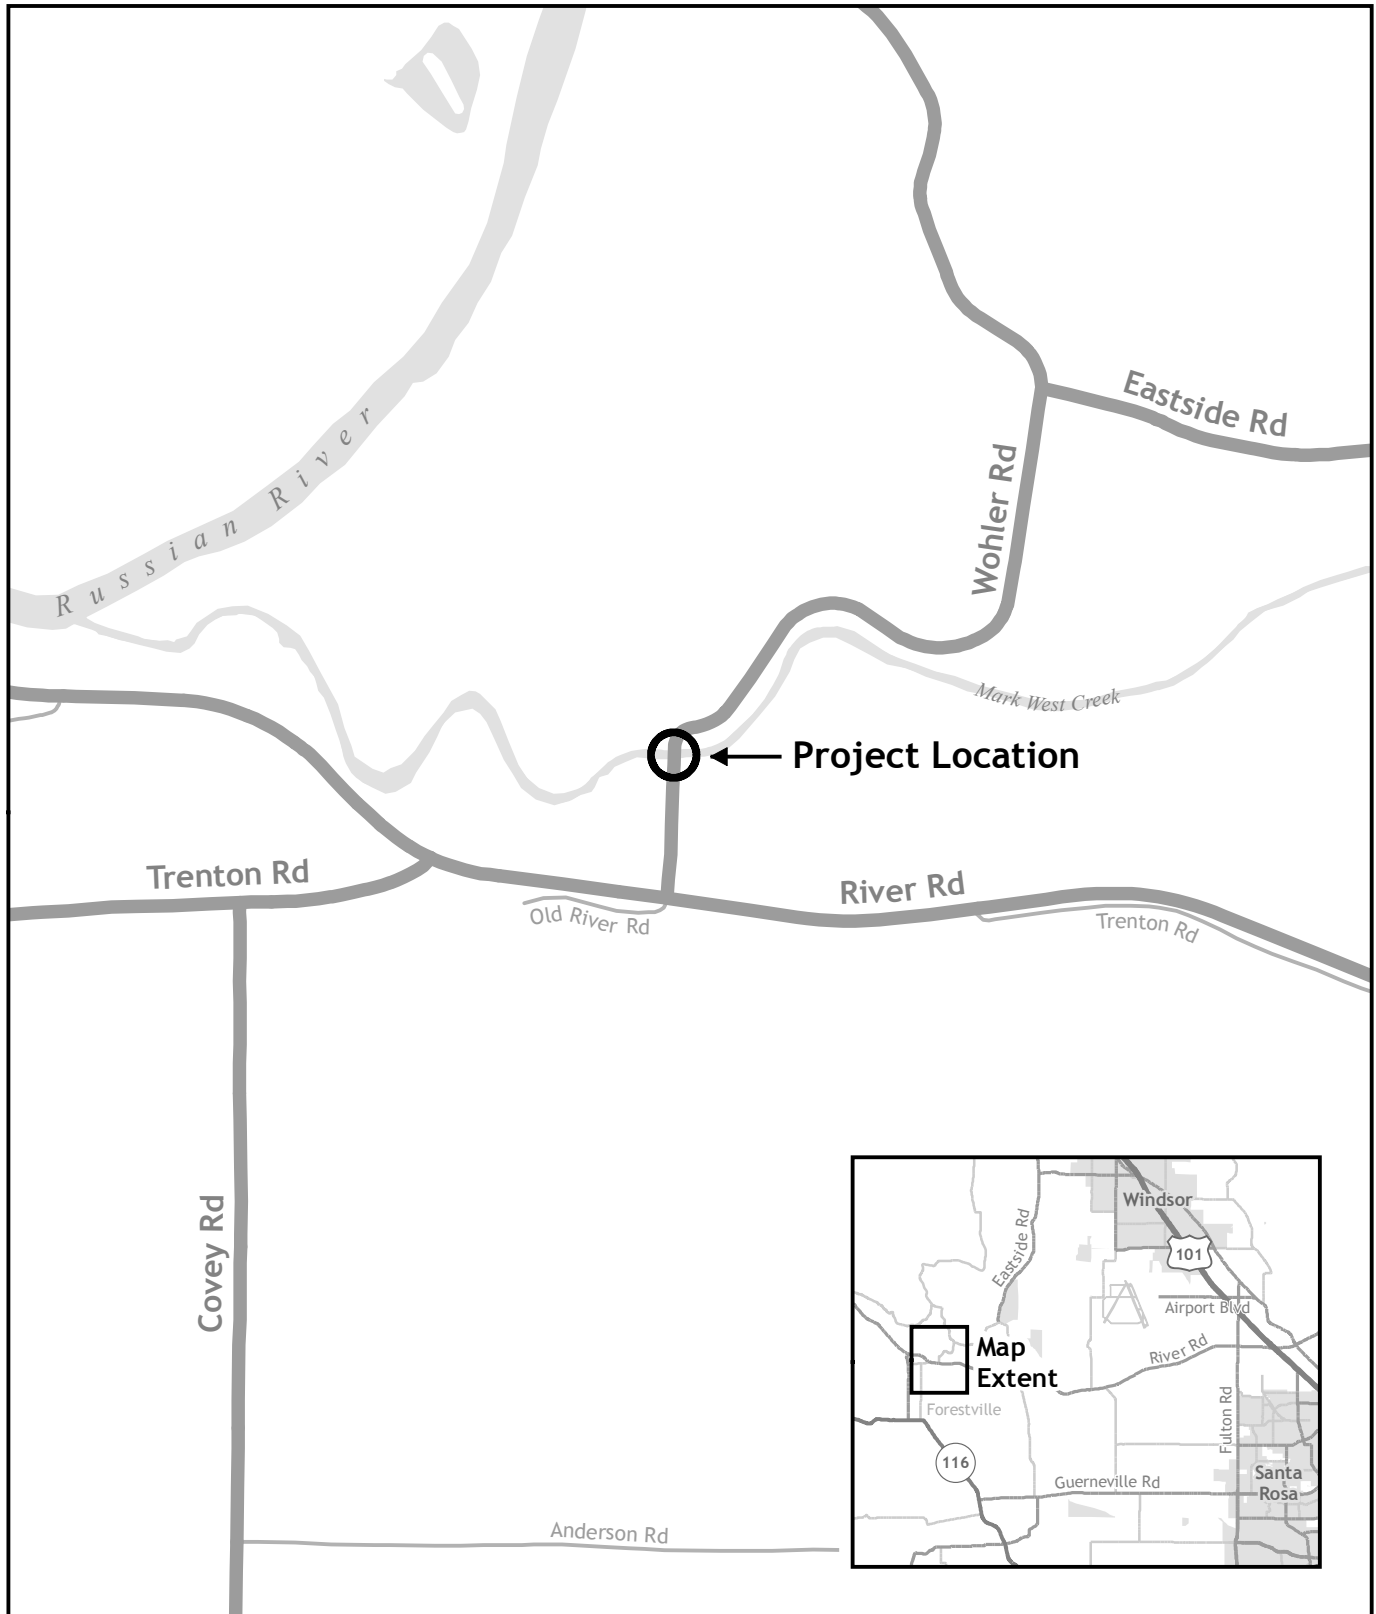 Eastside Rd
Russian River
Wohler Rd
Mark West Creek
Project Location
Trenton Rd
River Rd
Old River Rd
Trenton Rd
Covey Rd
Anderson Rd
Windsor
Eastside Rd
101
Airport Blvd
Map
Extent
River Rd
Forestville
Fulton Rd
116
Guerneville Rd
Santa
Rosa